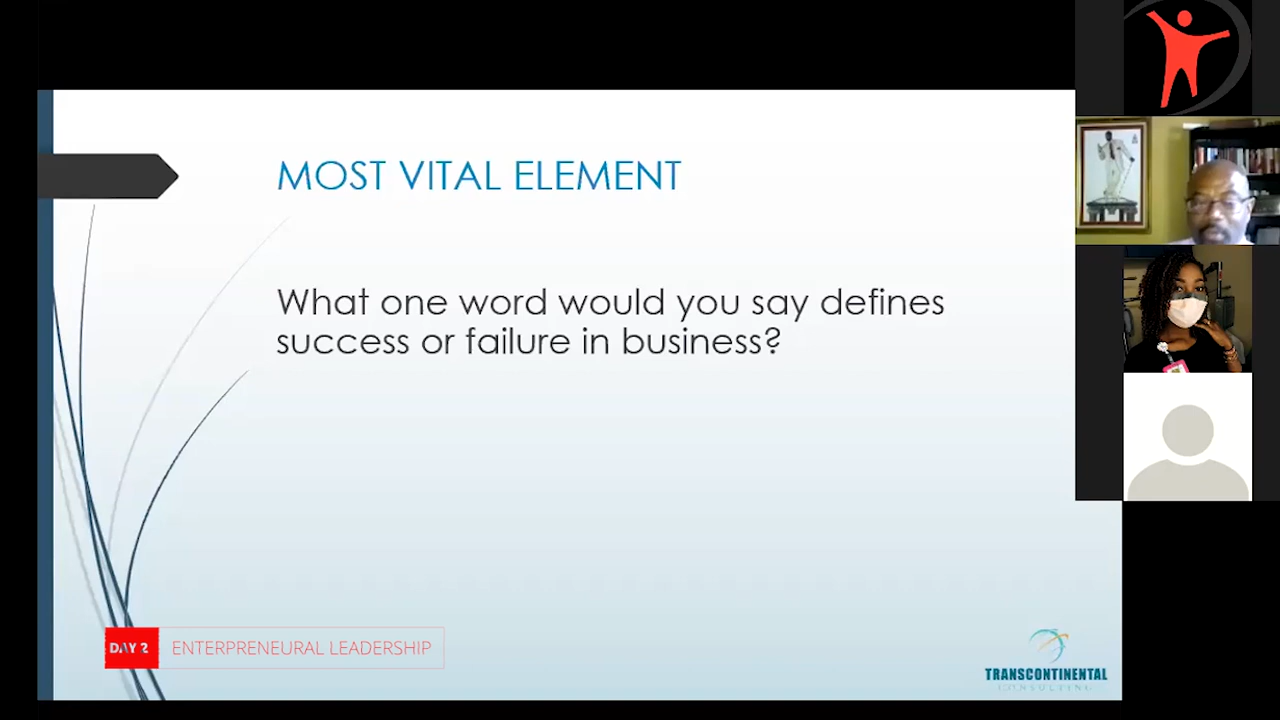 MOST VITAL ELEMENT
What one word would you say defines
success or failure in business?
DAY 2
ENTERPRENEURAL LEADERSHIP
TRANSCONTINENTAL
CONSULTING